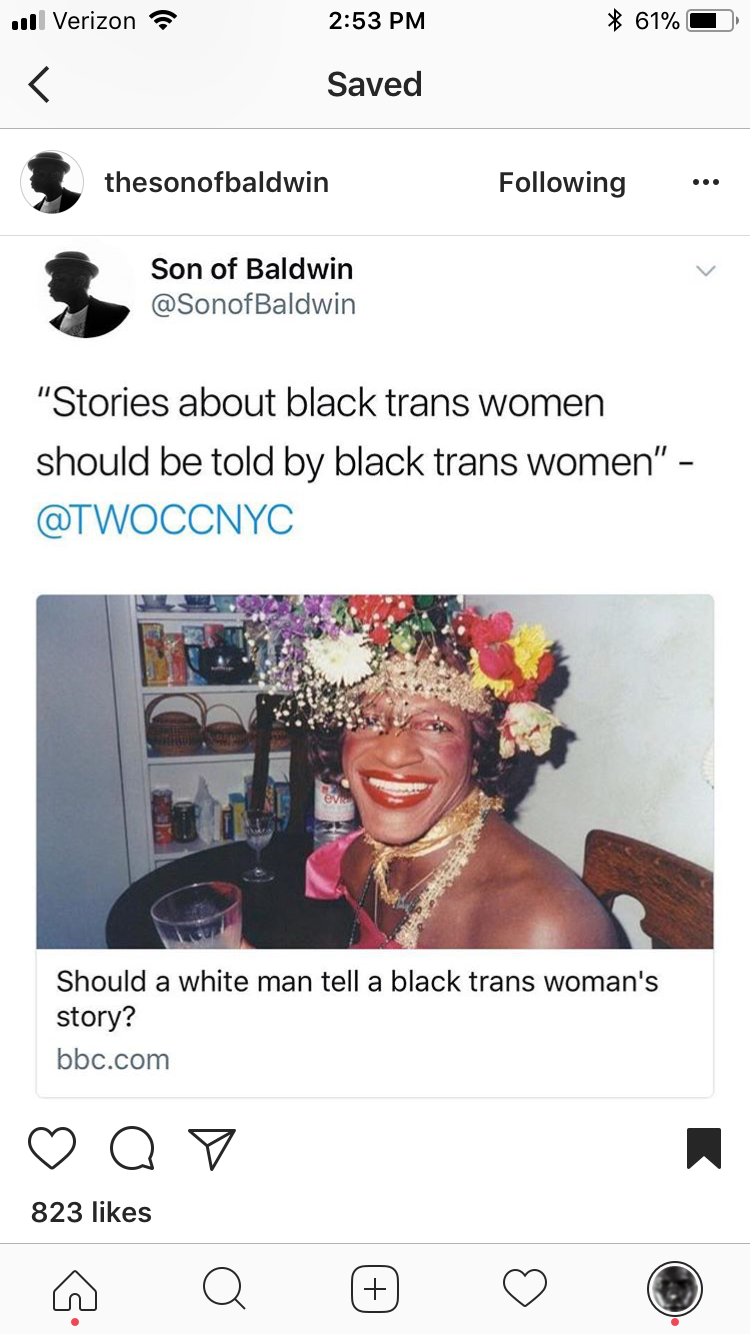 Verizon 2:53 PM 61%
Saved
thesonofbaldwin Following
Son of Baldwin
@SonofBaldwin
“Stories about black trans women
should be told by black trans women” -
@TWOCCNYC
Should a white man tell a black trans woman's
story?
bbc.com
823 likes